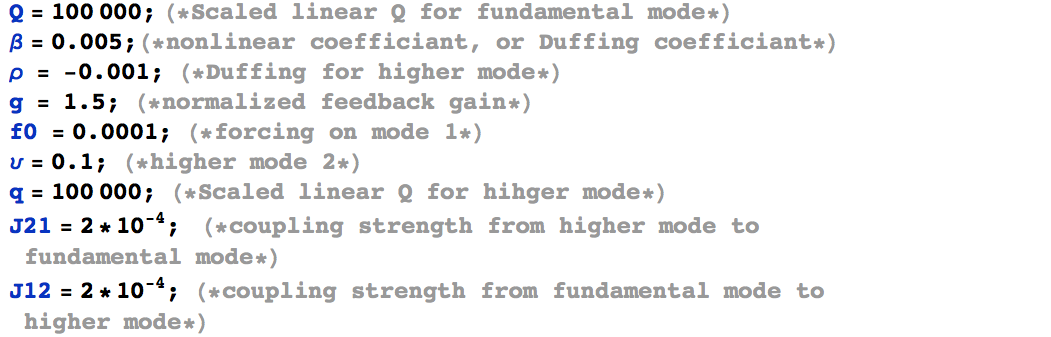 Q = 100 000; (*Scaled linear Q for fundamental mode*)
β = 0.005;(*nonlinear coefficiant, or Duffing coefficiant*)
ρ = -0.001; (*Duffing for higher mode*)
g = 1.5; (*normalized feedback gain*)
f0 = 0.0001; (*forcing on mode 1*)
υ = 0.1; (*higher mode 2*)
q = 100 000; (*Scaled linear Q for hihger mode*)
J21 = 2 * 10⁻⁴; (*coupling strength from higher mode to
fundamental mode*)
J12 = 2 * 10⁻⁴; (*coupling strength from fundamental mode to
higher mode*)